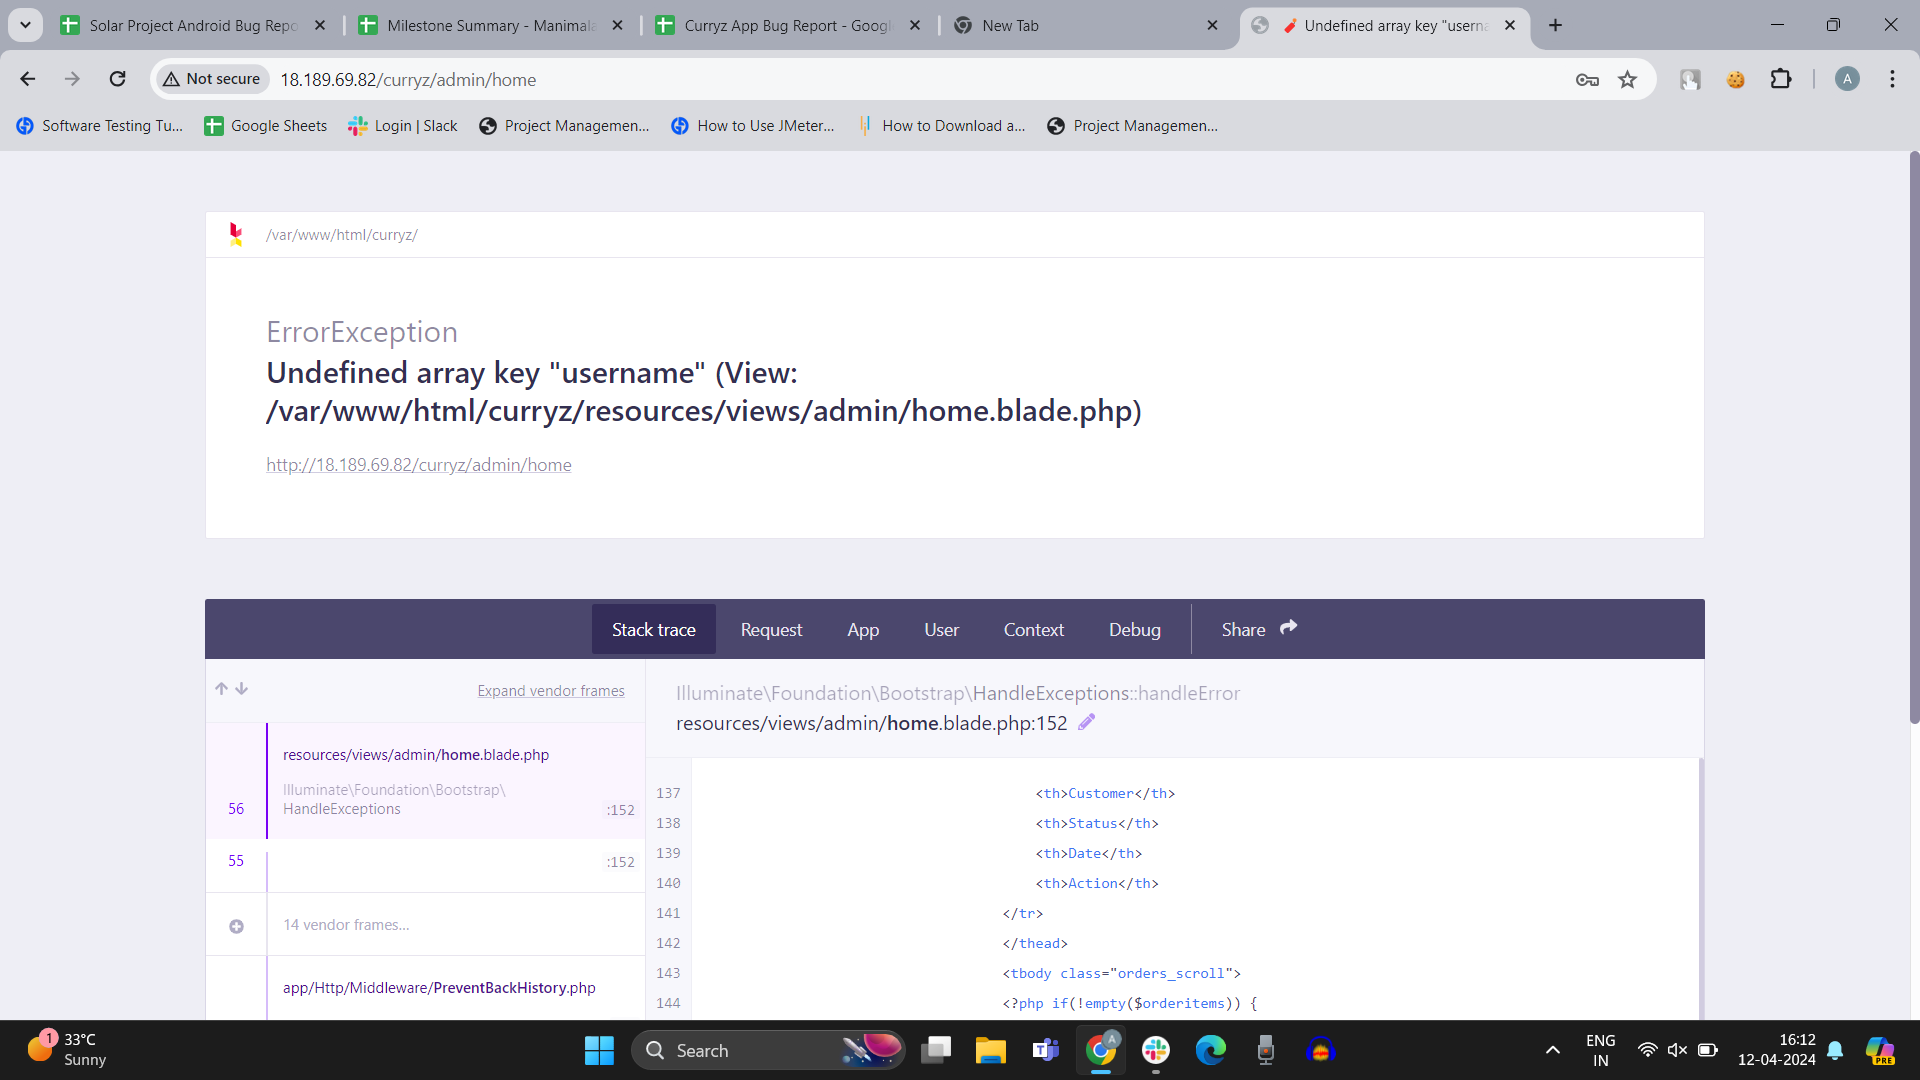 Solar Project Android Bug Repo
Milestone Summary - Manimala
Curryz App Bug Report - Googl
New Tab
Undefined array key "userna
Not secure
18.189.69.82/curryz/admin/home
A
Software Testing Tu...
Google Sheets
Login | Slack
Project Managemen...
How to Use JMeter...
How to Download a...
Project Managemen...
/var/www/html/curryz/
ErrorException
Undefined array key "username" (View:
/var/www/html/curryz/resources/views/admin/home.blade.php)
http://18.189.69.82/curryz/admin/home
Stack trace
Request
App
User
Context
Debug
Share
Expand vendor frames
resources/views/admin/home.blade.php
Illuminate\Foundation\Bootstrap\
HandleExceptions
56
:152
55
:152
14 vendor frames...
app/Http/Middleware/PreventBackHistory.php
Illuminate\Foundation\Bootstrap\HandleExceptions::handleError
resources/views/admin/home.blade.php:152
137 <th>Customer</th>
138 <th>Status</th>
139 <th>Date</th>
140 <th>Action</th>
141 </tr>
142 </thead>
143 <tbody class="orders_scroll">
144 <?php if(!empty($orderitems)) {
1
33°C
Sunny
Search
A
ENG
IN
16:12
12-04-2024
PRE